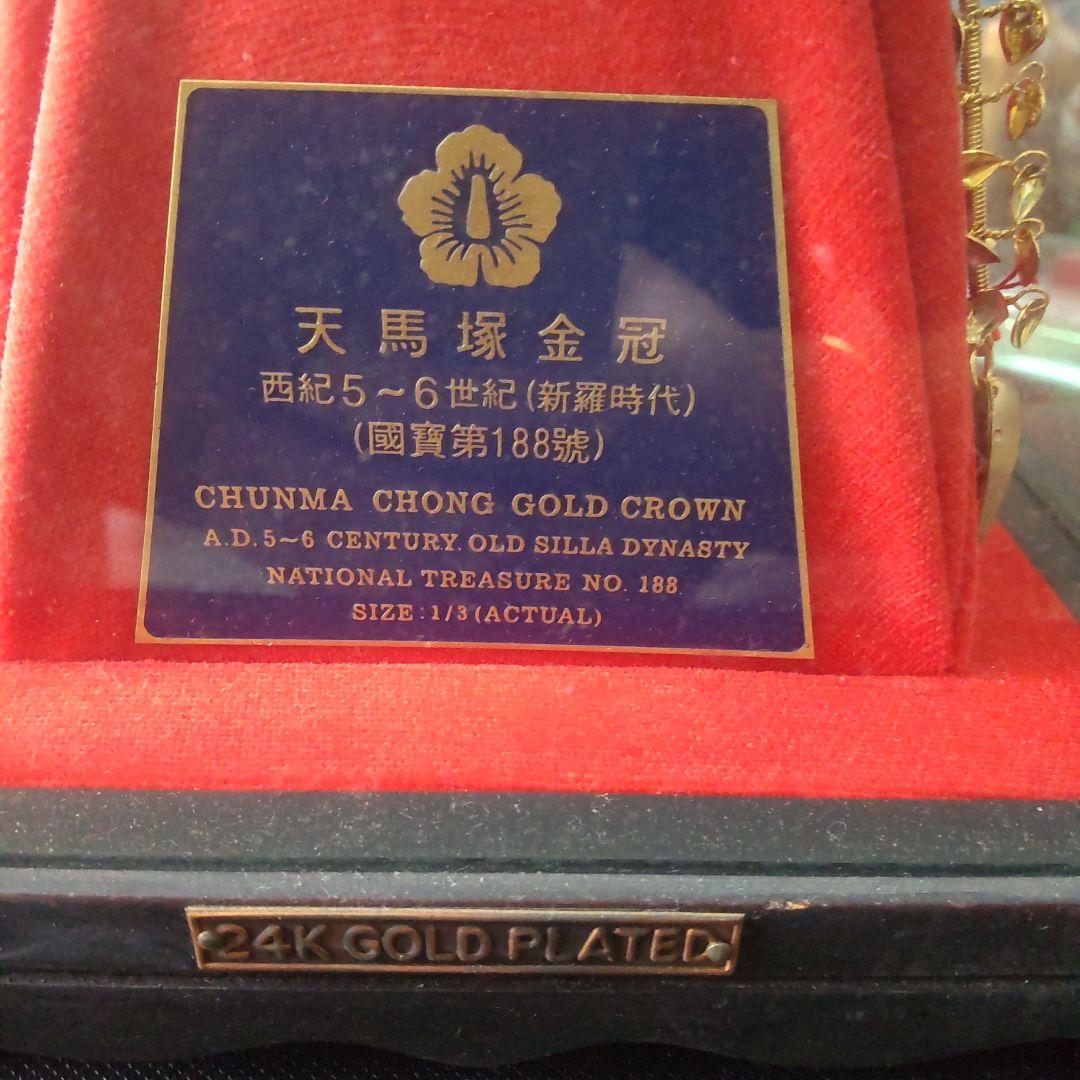 天馬塚金冠
西紀5~6世紀(新羅時代)
(國寶第188號)
CHUNMA CHONG GOLD CROWN
A.D. 5~6 CENTURY. OLD SILLA DYNASTY
NATIONAL TREASURE NO. 188
SIZE : 1/3 (ACTUAL)
24K GOLD PLATED